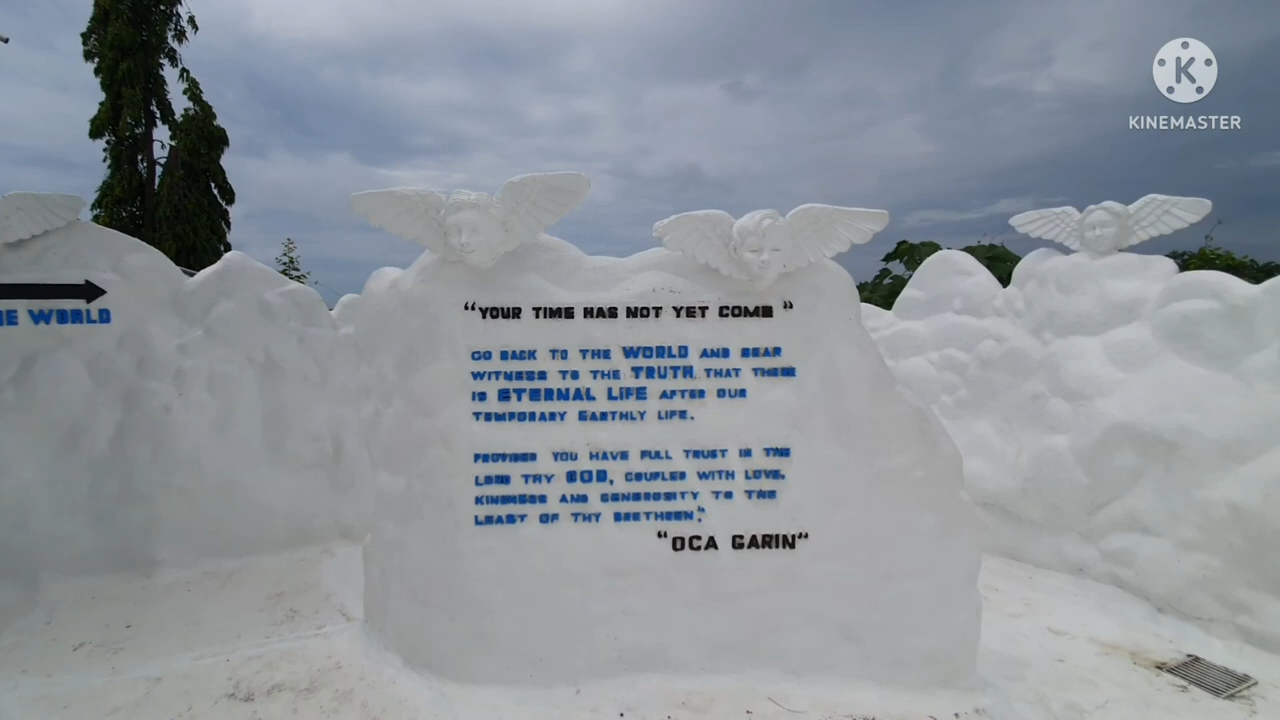 KINEMASTER
E WORLD
“YOUR TIME HAS NOT YET COME”
GO BACK TO THE WORLD AND BEAR
WITNESS TO THE TRUTH THAT THERE
IS ETERNAL LIFE AFTER OUR
TEMPORARY EARTHLY LIFE.
PROVIDED YOU HAVE FULL TRUST IN THE
LORD THY GOD, COUPLED WITH LOVE,
KINDNESS AND GENEROSITY TO THE
LEAST OF THY BRETHEEN."
“OCA GARIN”